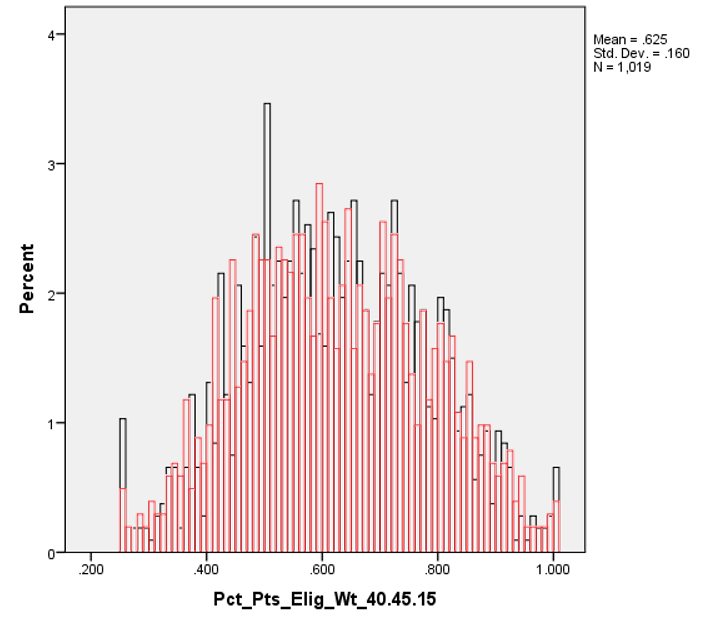 Mean = .625
Std. Dev. = .160
N = 1,019
4
3
2
1
0
Percent
.200 .400 .600 .800 1.000
Pct_Pts_Elig_Wt_40.45.15